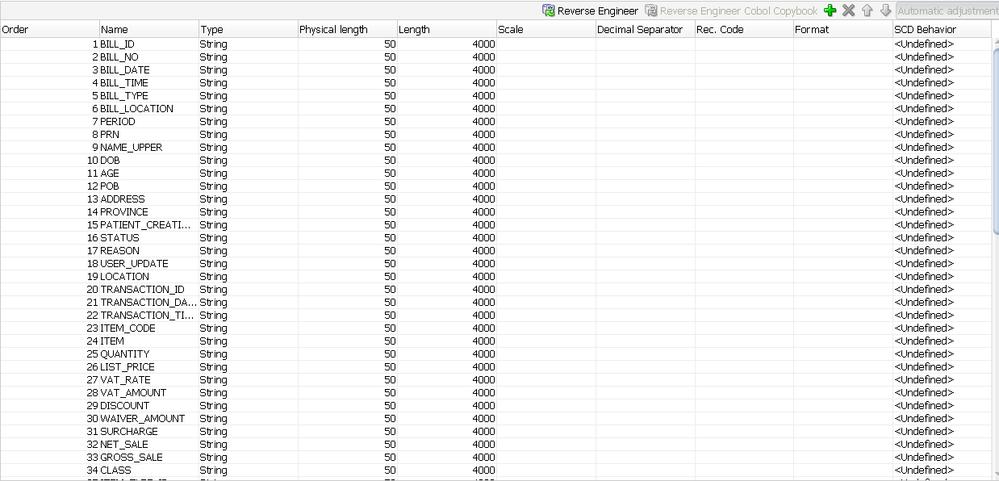 Reverse Engineer Reverse Engineer Cobol Copybook Automatic adjustment
Order Name Type Physical length Length Scale Decimal Separator Rec. Code Format SCD Behavior
1 BILL_ID String 50 4000 <Undefined>
2 BILL_NO String 50 4000 <Undefined>
3 BILL_DATE String 50 4000 <Undefined>
4 BILL_TIME String 50 4000 <Undefined>
5 BILL_TYPE String 50 4000 <Undefined>
6 BILL_LOCATION String 50 4000 <Undefined>
7 PERIOD String 50 4000 <Undefined>
8 PRN String 50 4000 <Undefined>
9 NAME_UPPER String 50 4000 <Undefined>
10 DOB String 50 4000 <Undefined>
11 AGE String 50 4000 <Undefined>
12 POB String 50 4000 <Undefined>
13 ADDRESS String 50 4000 <Undefined>
14 PROVINCE String 50 4000 <Undefined>
15 PATIENT_CREATI... String 50 4000 <Undefined>
16 STATUS String 50 4000 <Undefined>
17 REASON String 50 4000 <Undefined>
18 USER_UPDATE String 50 4000 <Undefined>
19 LOCATION String 50 4000 <Undefined>
20 TRANSACTION_ID String 50 4000 <Undefined>
21 TRANSACTION_DA... String 50 4000 <Undefined>
22 TRANSACTION_TI... String 50 4000 <Undefined>
23 ITEM_CODE String 50 4000 <Undefined>
24 ITEM String 50 4000 <Undefined>
25 QUANTITY String 50 4000 <Undefined>
26 LIST_PRICE String 50 4000 <Undefined>
27 VAT_RATE String 50 4000 <Undefined>
28 VAT_AMOUNT String 50 4000 <Undefined>
29 DISCOUNT String 50 4000 <Undefined>
30 WAIVER_AMOUNT String 50 4000 <Undefined>
31 SURCHARGE String 50 4000 <Undefined>
32 NET_SALE String 50 4000 <Undefined>
33 GROSS_SALE String 50 4000 <Undefined>
34 CLASS String 50 4000 <Undefined>